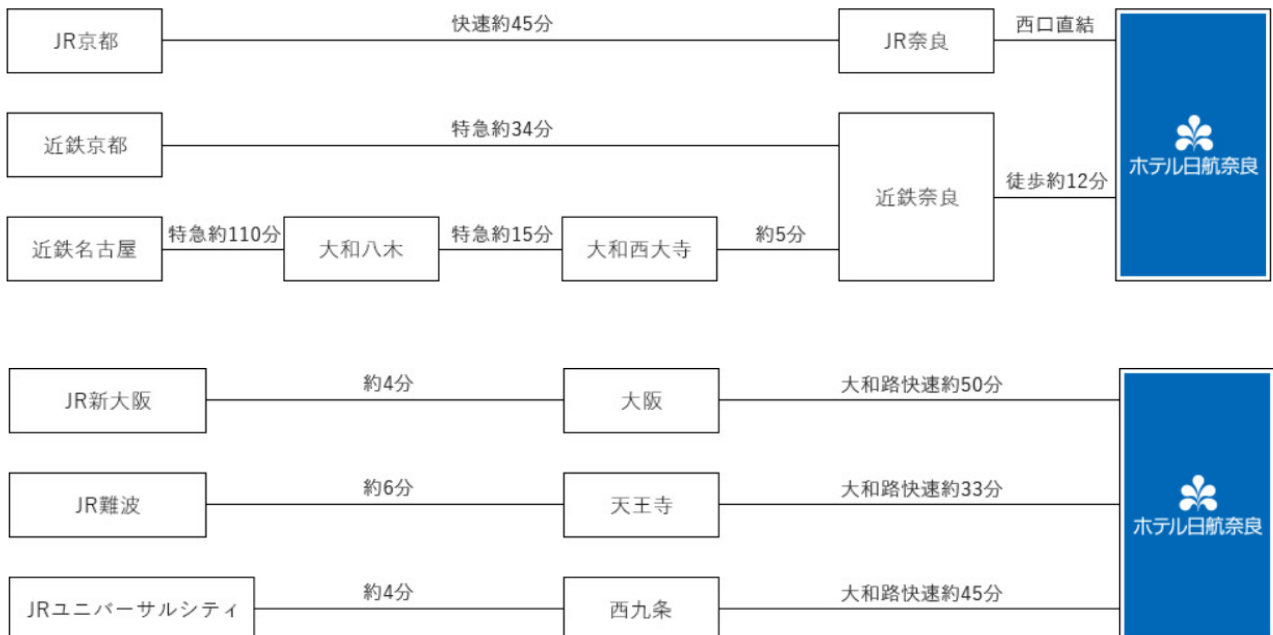 JR京都
快速約45分
JR奈良
西口直結
近鉄京都
特急約34分
近鉄奈良
徒歩約12分
ホテル日航奈良
近鉄名古屋
特急約110分
大和八木
特急約15分
大和西大寺
約5分
JR新大阪
約4分
大阪
大和路快速約50分
JR難波
約6分
天王寺
大和路快速約33分
ホテル日航奈良
JRユニバーサルシティ
約4分
西九条
大和路快速約45分